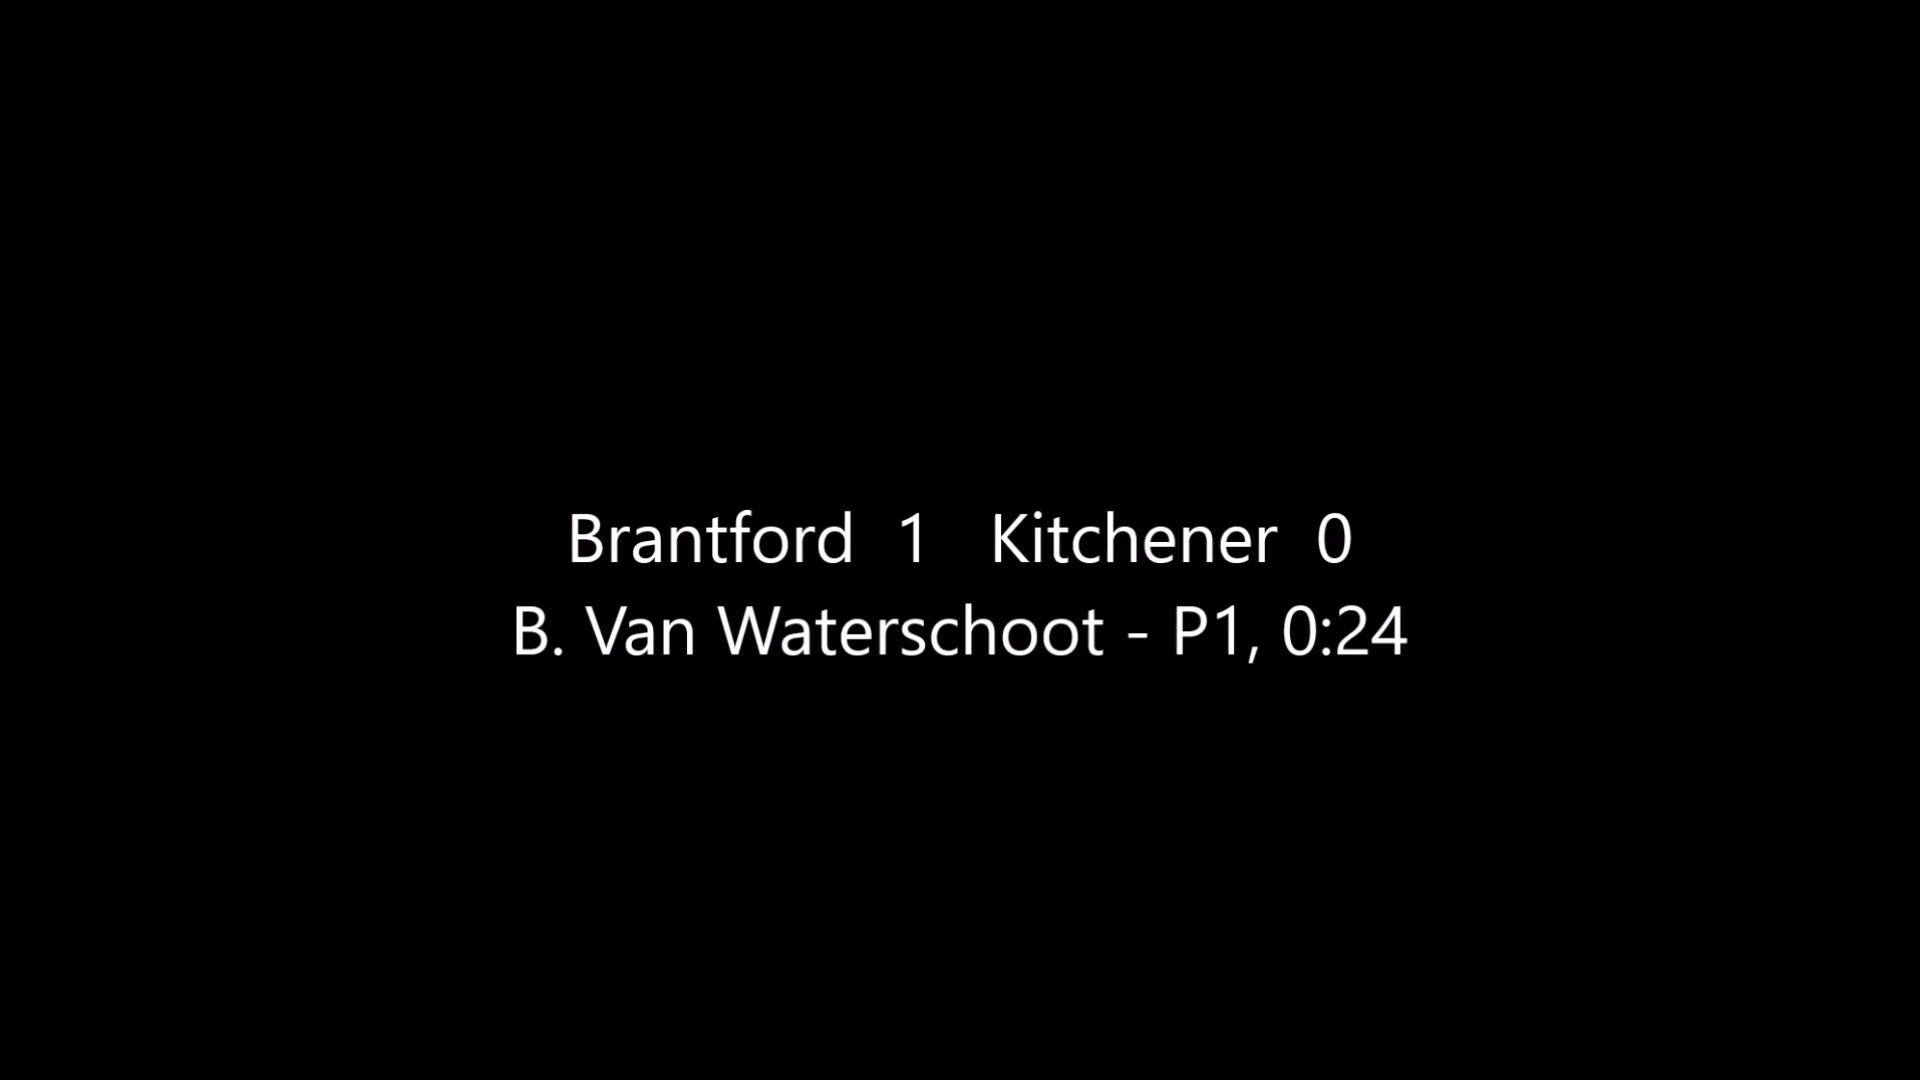 Brantford 1 Kitchener 0
B. Van Waterschoot - P1, 0:24